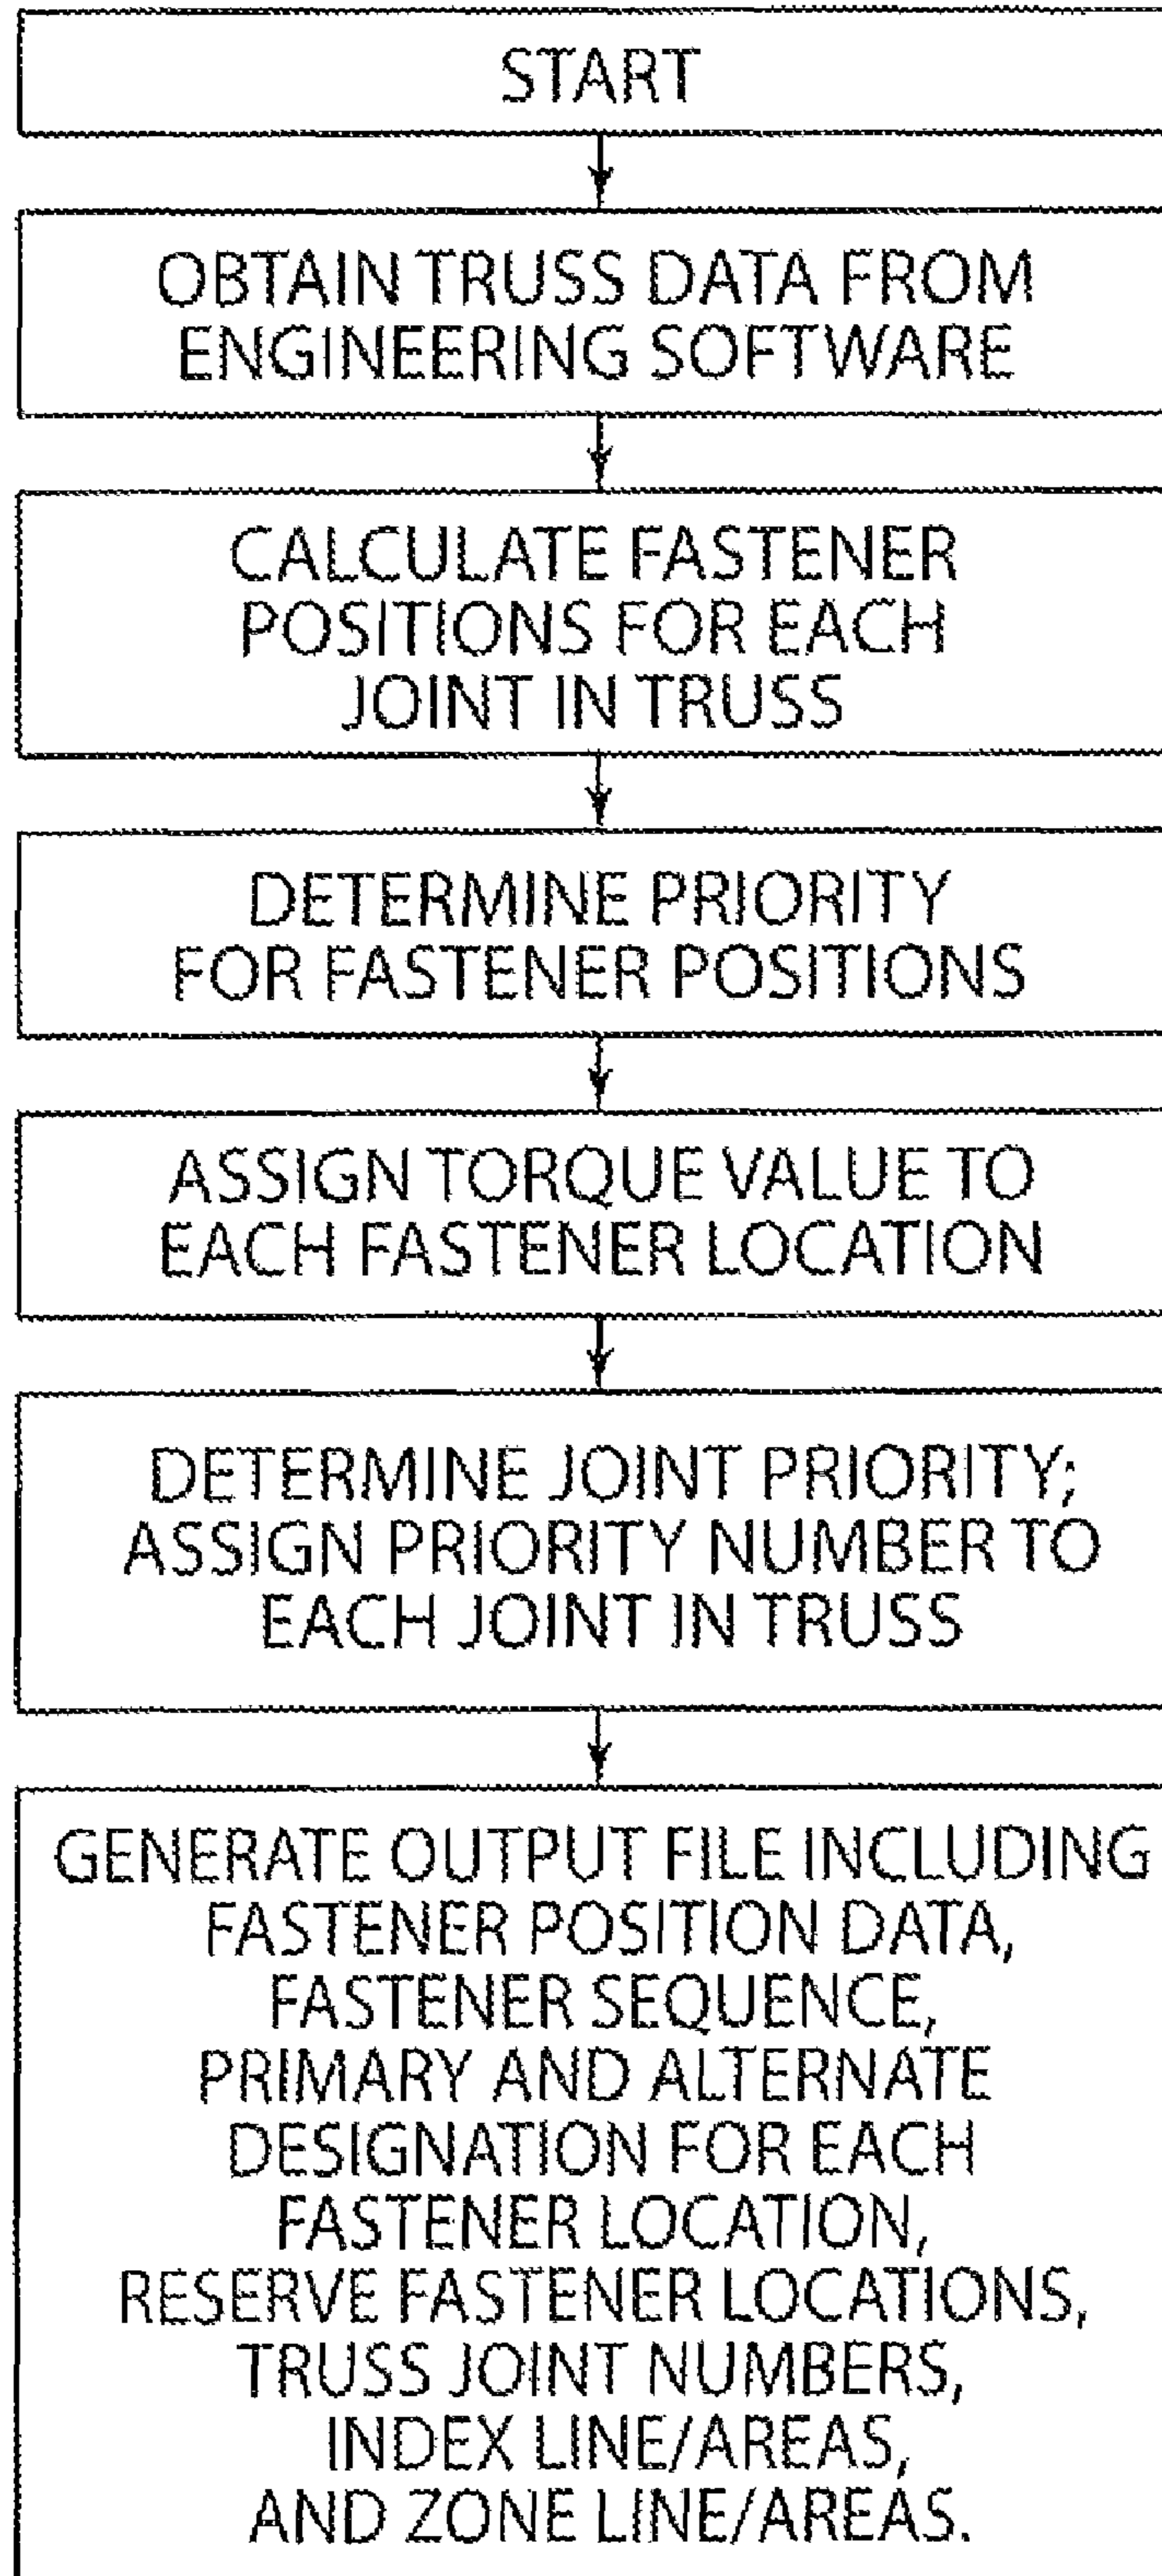 START
OBTAIN TRUSS DATA FROM
ENGINEERING SOFTWARE
CALCULATE FASTENER
POSITIONS FOR EACH
JOINT IN TRUSS
DETERMINE PRIORITY
FOR FASTENER POSITIONS
ASSIGN TORQUE VALUE TO
EACH FASTENER LOCATION
DETERMINE JOINT PRIORITY;
ASSIGN PRIORITY NUMBER TO
EACH JOINT IN TRUSS
GENERATE OUTPUT FILE INCLUDING
FASTENER POSITION DATA,
FASTENER SEQUENCE,
PRIMARY AND ALTERNATE
DESIGNATION FOR EACH
FASTENER LOCATION,
RESERVE FASTENER LOCATIONS,
TRUSS JOINT NUMBERS,
INDEX LINE/AREAS,
AND ZONE LINE/AREAS.